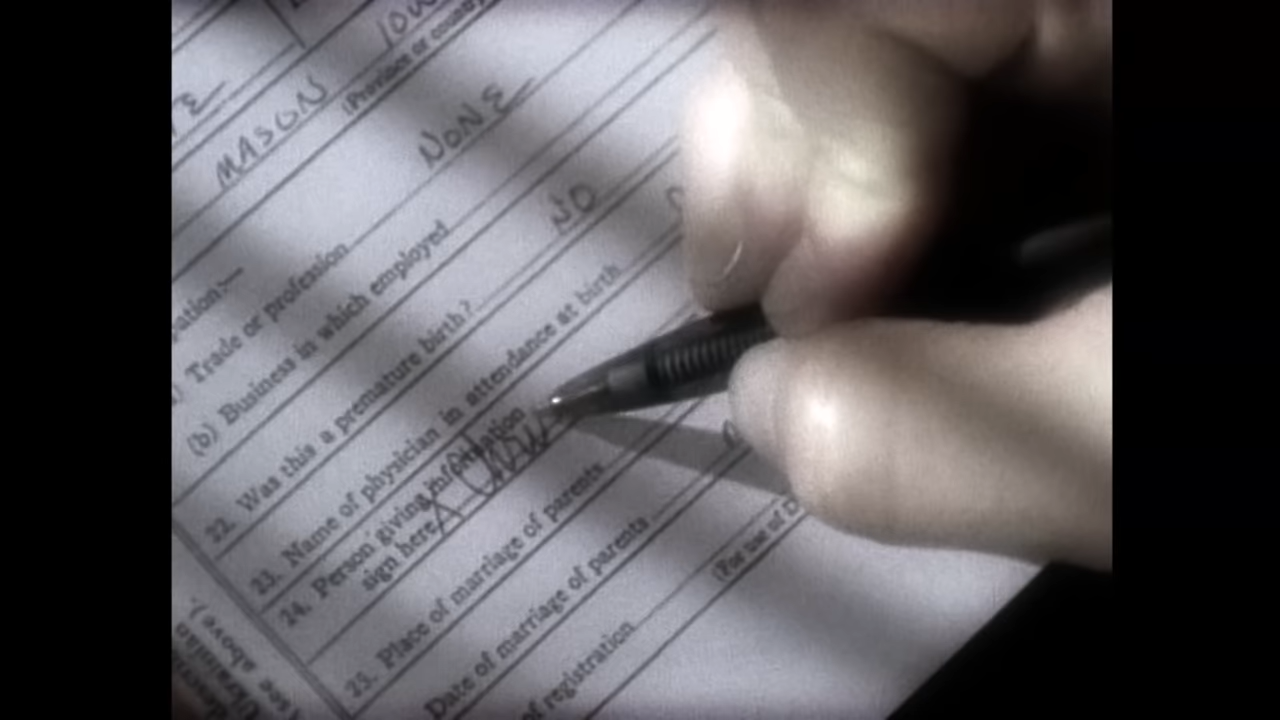 (Province or country)
MASON
NONE
Trade or profession
(b) Business in which employed
22. Was this a premature birth? NO
23. Name of physician in attendance at birth
24. Person giving information
sign here X
25. Place of marriage of parents
Date of marriage of parents
of registration
(For use of
(see above).